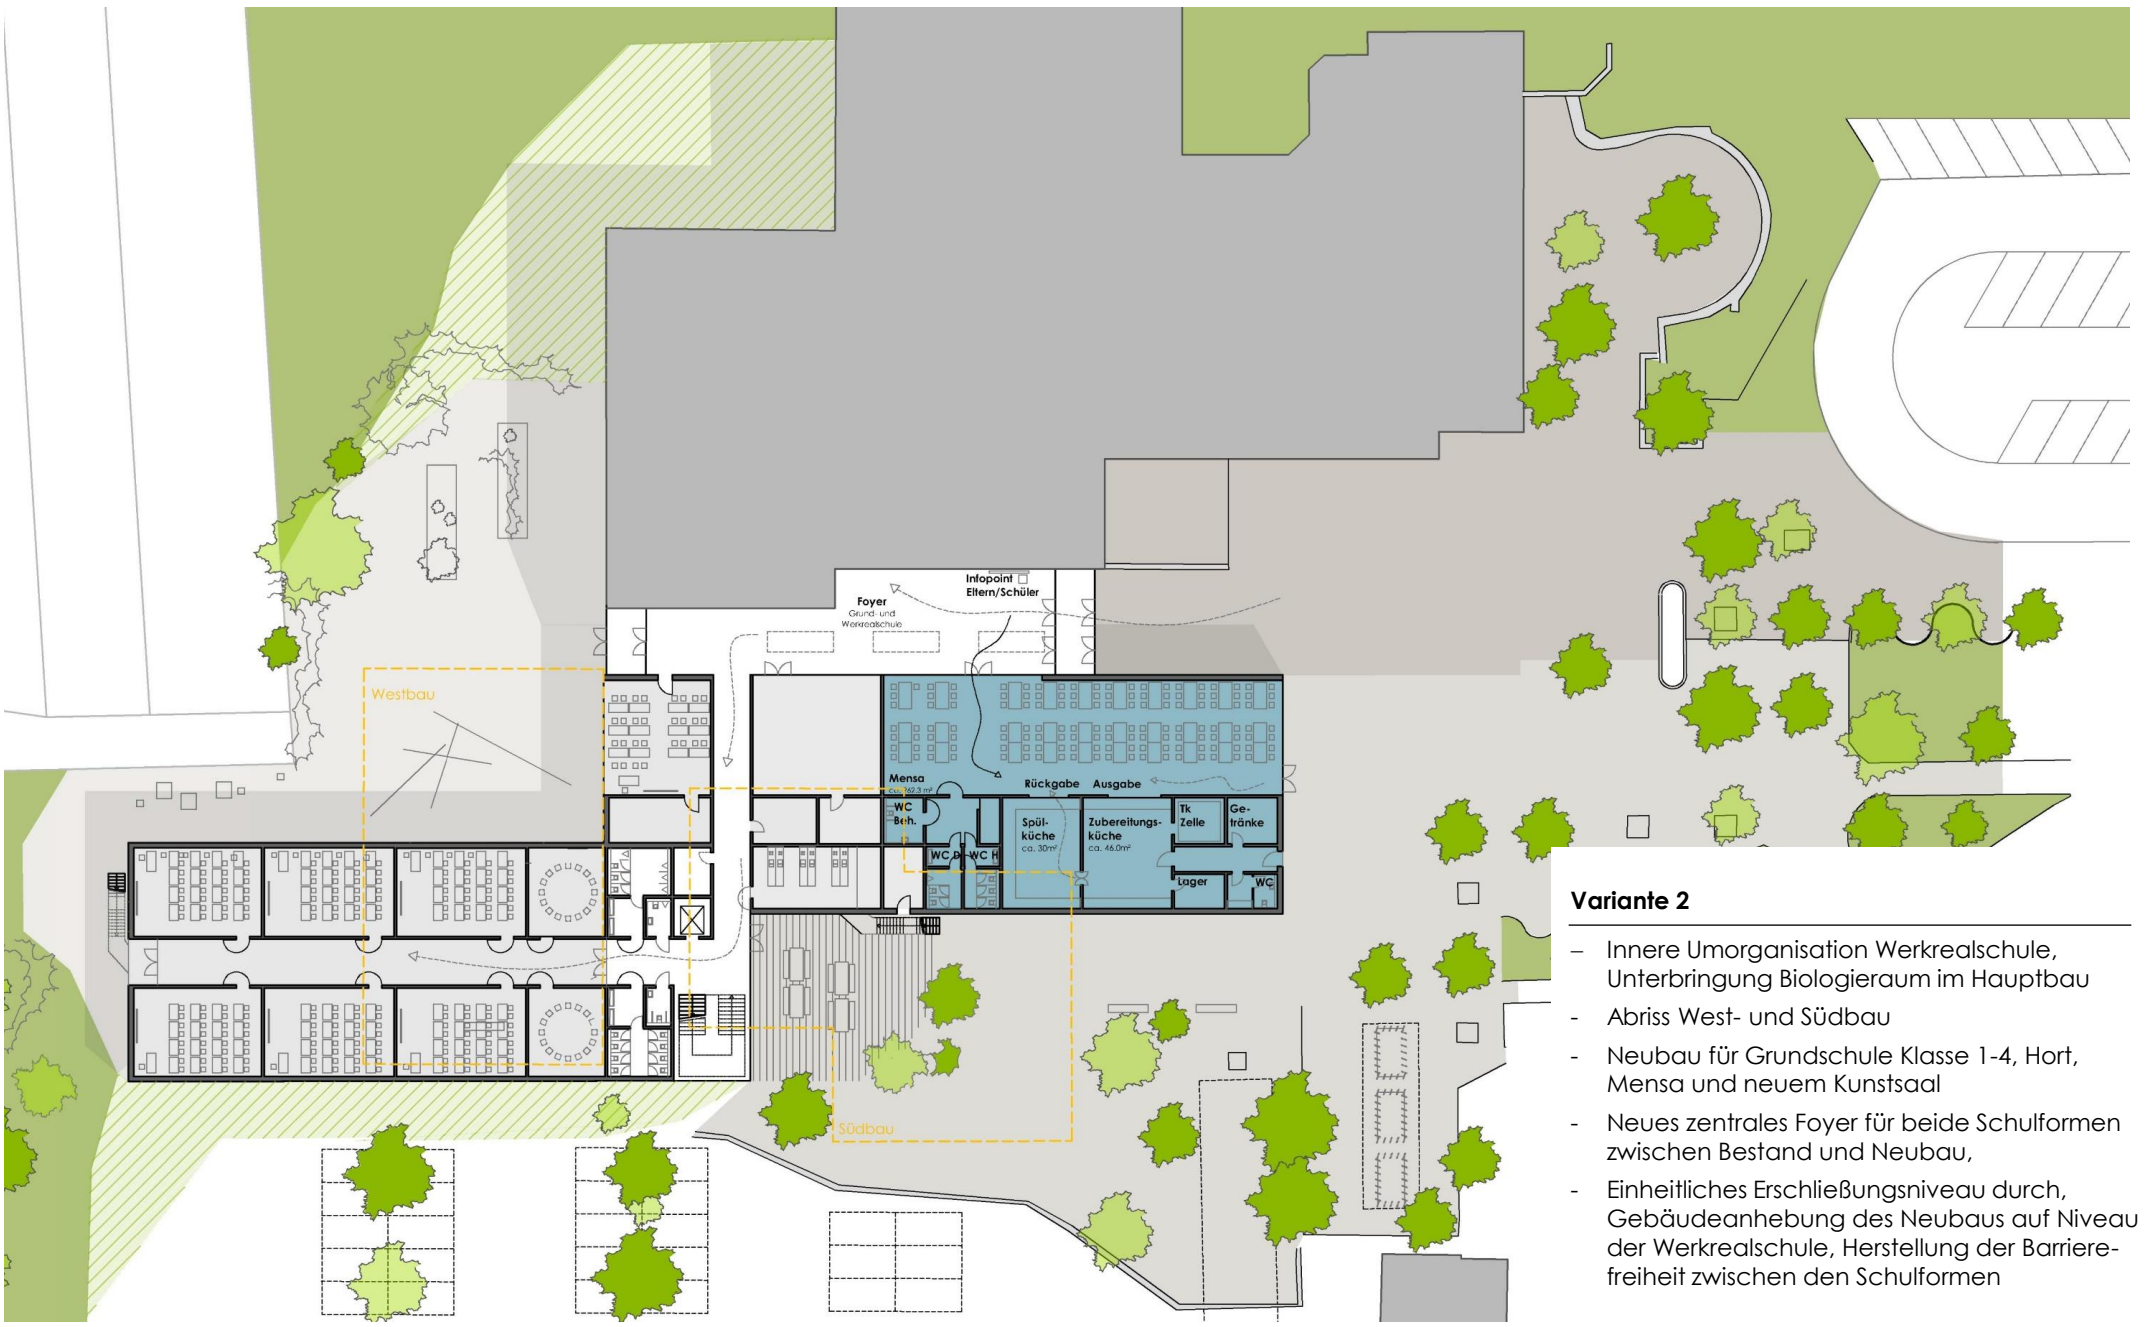 Infopoint
Eltern/Schüler
Foyer
Grund- und
Werkrealschule
Westbau
Mensa
Rückgabe
Ausgabe
WC
Beh.
Spül-
küche
ca. 30m²
Zubereitungs-
küche
ca. 46.0m²
Tk
Zelle
Ge-
tränke
WC D
WC H
Lager
WC
Südbau
Variante 2
– Innere Umorganisation Werkrealschule,
Unterbringung Biologieraum im Hauptbau
- Abriss West- und Südbau
- Neubau für Grundschule Klasse 1-4, Hort,
Mensa und neuem Kunstsaal
- Neues zentrales Foyer für beide Schulformen
zwischen Bestand und Neubau,
- Einheitliches Erschließungsniveau durch,
Gebäudeanhebung des Neubaus auf Niveau
der Werkrealschule, Herstellung der Barriere-
freiheit zwischen den Schulformen